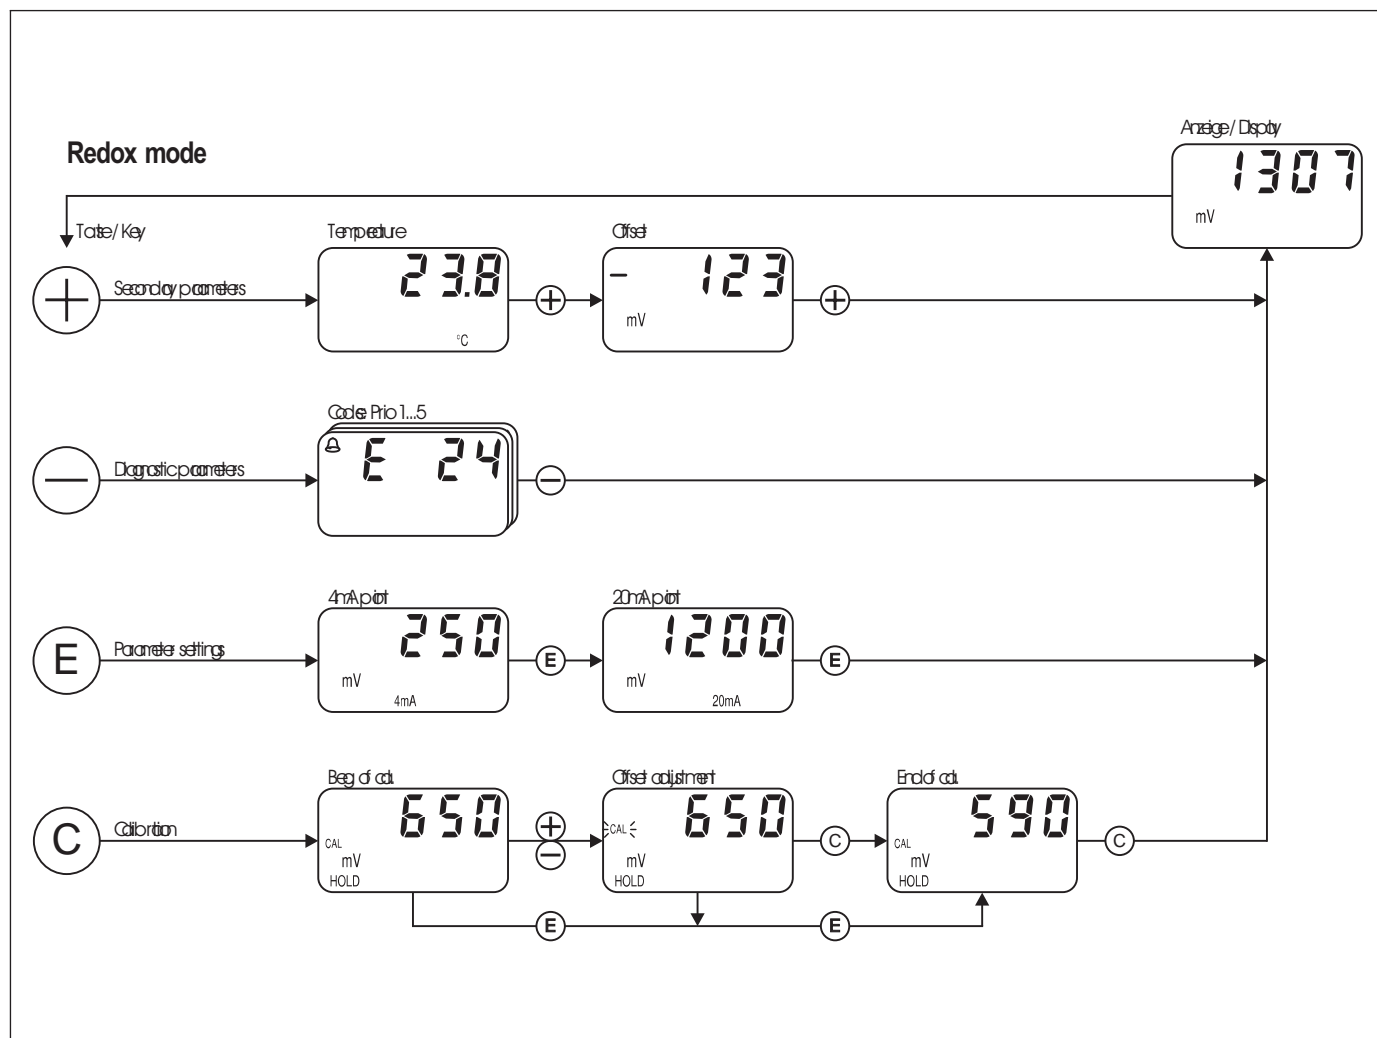 Anzeige / Display
1307
mV
Redox mode
Taste / Key
Temperature
Offset
+
Secondary parameters
23.8
°C
+
– 123
mV
+
Code Prio 1...5
–
Diagnostic parameters
E 24
–
4mA point
20mA point
E
Parameter settings
250
mV
4mA
E
1200
mV
20mA
E
Beg. of cal.
Offset adjustment
End of cal.
C
Calibration
650
CAL
mV
HOLD
+
–
650
CAL
mV
HOLD
C
590
CAL
mV
HOLD
C
E
E